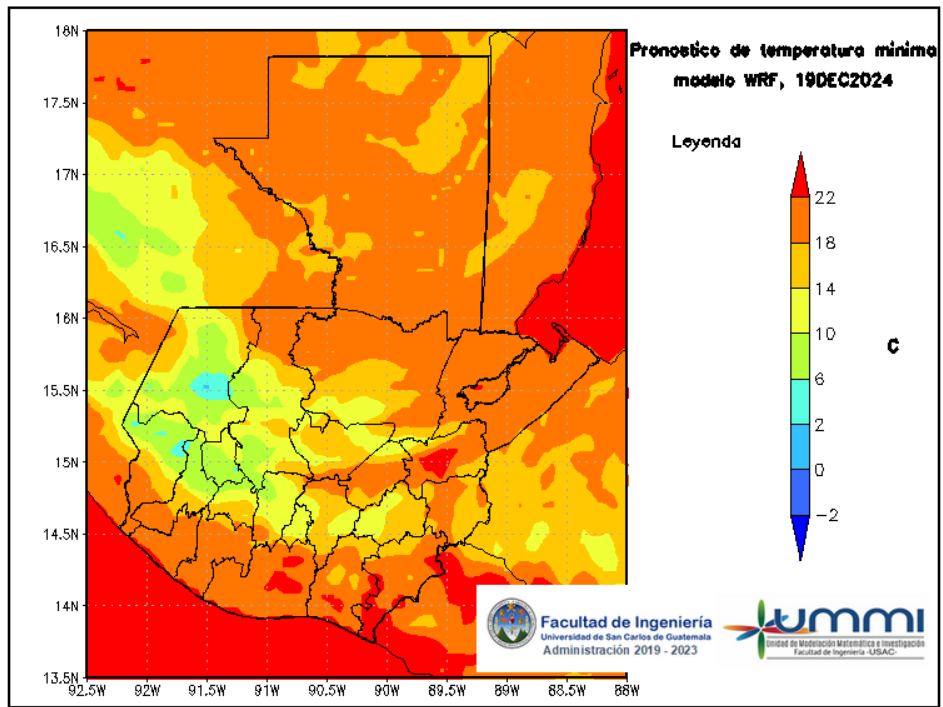 Pronostico de temperatura minima
modelo WRF, 19DEC2024
Leyenda
22
18
14
10
6
2
0
−2
C
18N
17.5N
17N
16.5N
16N
15.5N
15N
14.5N
14N
13.5N
92.5W
92W
91.5W
91W
90.5W
90W
89.5W
89W
88.5W
88W
Facultad de Ingeniería
Universidad de San Carlos de Guatemala
Administración 2019 - 2023
ummi
Unidad de Modelación Matemática e Investigación
Facultad de Ingeniería -USAC-